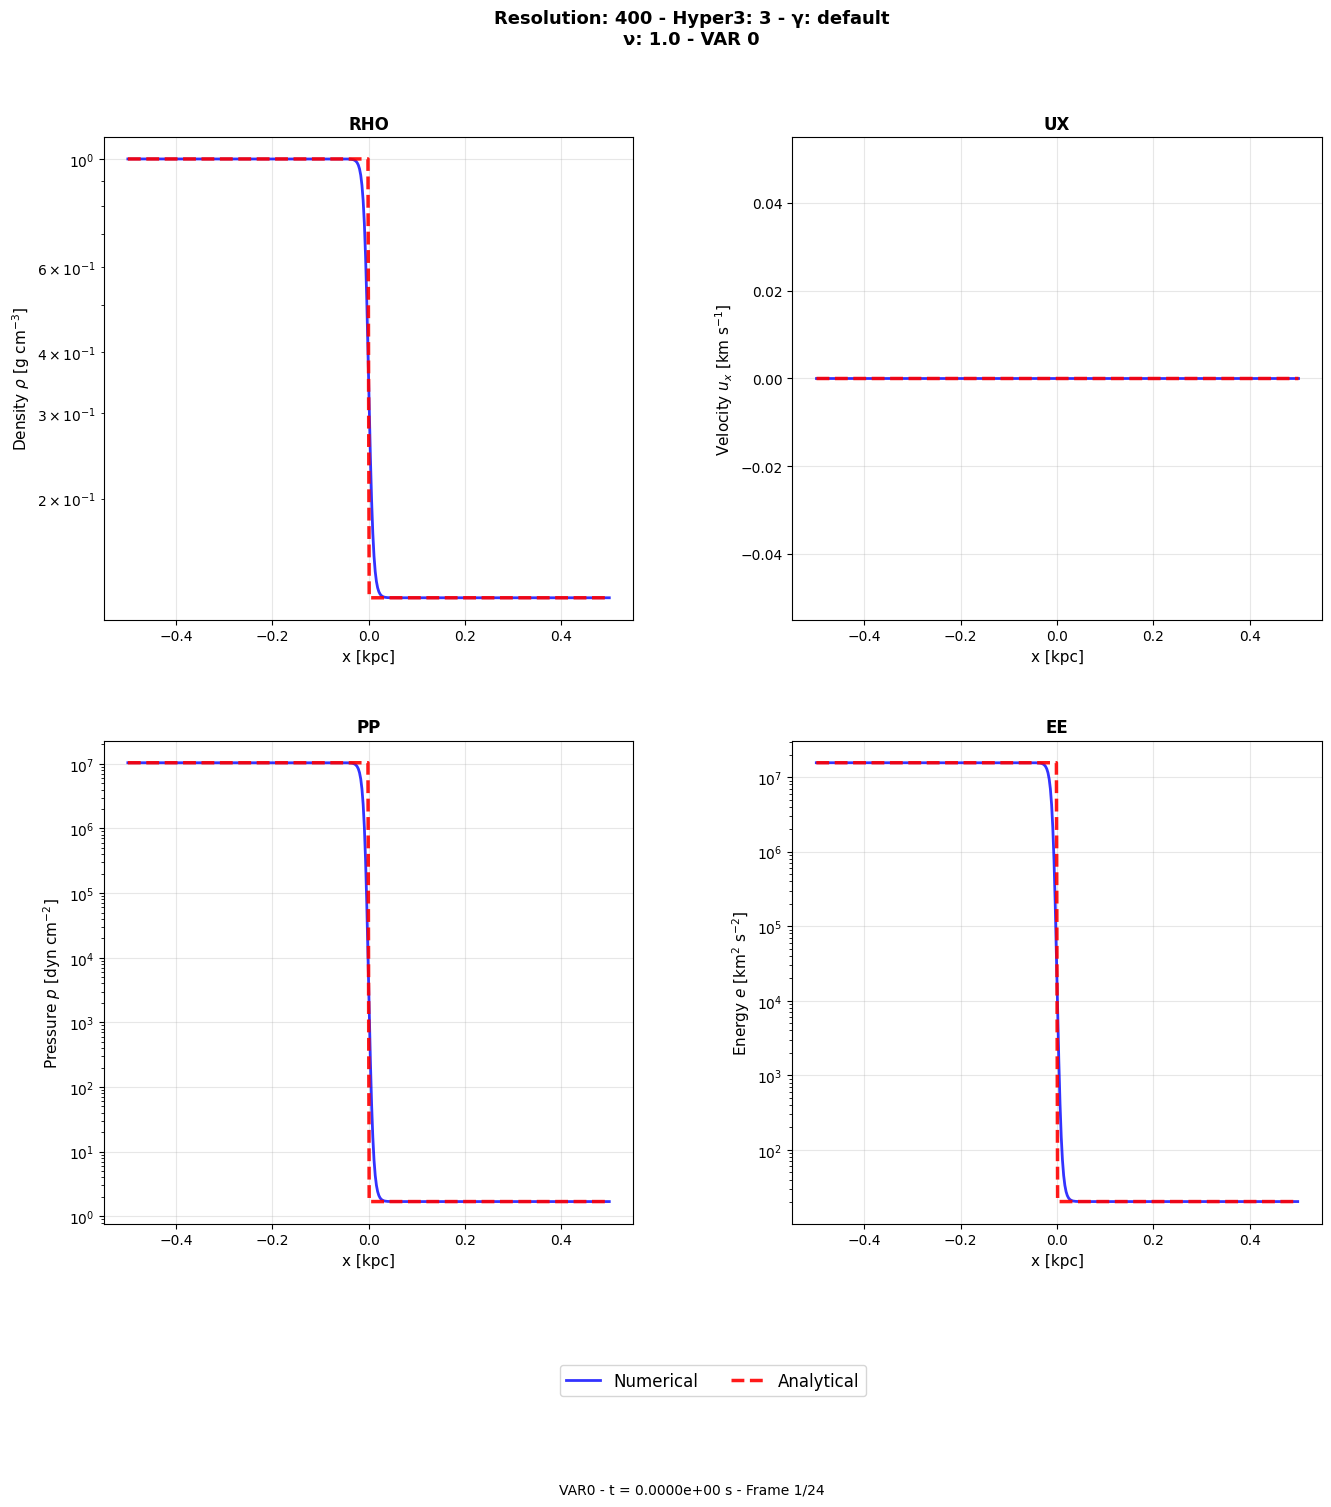 Resolution: 400 - Hyper3: 3 - γ: default
ν: 1.0 - VAR 0
RHO
Density ρ [g cm⁻³]
10⁰
6 × 10⁻¹
4 × 10⁻¹
3 × 10⁻¹
2 × 10⁻¹
−0.4 −0.2 0.0 0.2 0.4
x [kpc]
UX
Velocity uₓ [km s⁻¹]
0.04
0.02
0.00
−0.02
−0.04
−0.4 −0.2 0.0 0.2 0.4
x [kpc]
PP
Pressure p [dyn cm⁻²]
10⁷
10⁶
10⁵
10⁴
10³
10²
10¹
10⁰
−0.4 −0.2 0.0 0.2 0.4
x [kpc]
EE
Energy e [km² s⁻²]
10⁷
10⁶
10⁵
10⁴
10³
10²
−0.4 −0.2 0.0 0.2 0.4
x [kpc]
Numerical Analytical
VAR0 - t = 0.0000e+00 s - Frame 1/24